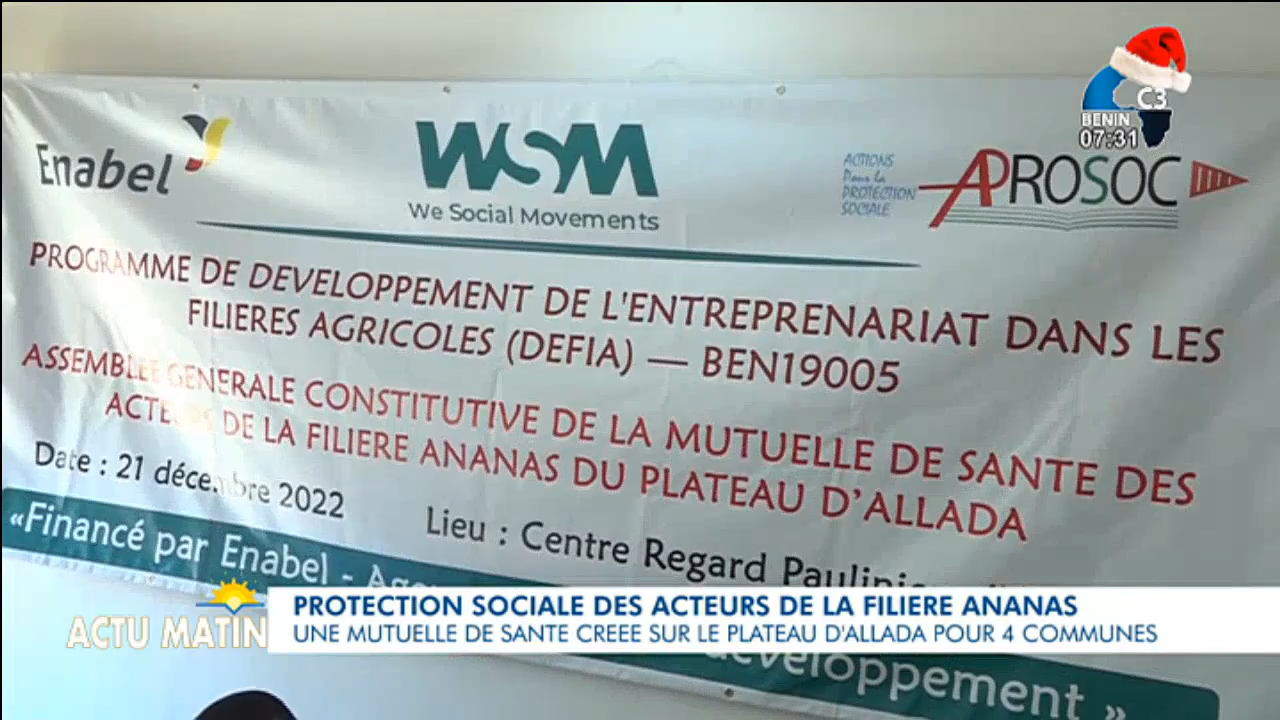 C3
BENIN
07:31
Enabel
WSM
We Social Movements
ACTIONS
Pour la
PROTECTION
SOCIALE
APROSOC
PROGRAMME DE DEVELOPPEMENT DE L'ENTREPRENARIAT DANS LES
FILIERES AGRICOLES (DEFIA) — BEN19005
ASSEMBLEE GENERALE CONSTITUTIVE DE LA MUTUELLE DE SANTE DES
ACTEURS DE LA FILIERE ANANAS DU PLATEAU D'ALLADA
Date : 21 décembre 2022
Lieu : Centre Regard
«Financé par Enabel -
développement »
ACTU MATIN
PROTECTION SOCIALE DES ACTEURS DE LA FILIERE ANANAS
UNE MUTUELLE DE SANTE CREEE SUR LE PLATEAU D'ALLADA POUR 4 COMMUNES